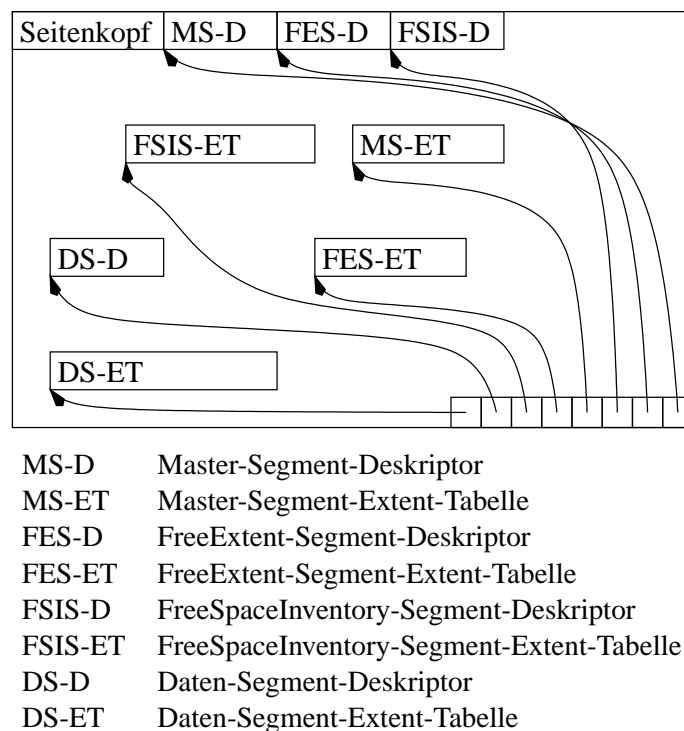 Seitenkopf MS-D FES-D FSIS-D
FSIS-ET MS-ET
DS-D FES-ET
DS-ET
MS-D Master-Segment-Deskriptor
MS-ET Master-Segment-Extent-Tabelle
FES-D FreeExtent-Segment-Deskriptor
FES-ET FreeExtent-Segment-Extent-Tabelle
FSIS-D FreeSpaceInventory-Segment-Deskriptor
FSIS-ET FreeSpaceInventory-Segment-Extent-Tabelle
DS-D Daten-Segment-Deskriptor
DS-ET Daten-Segment-Extent-Tabelle